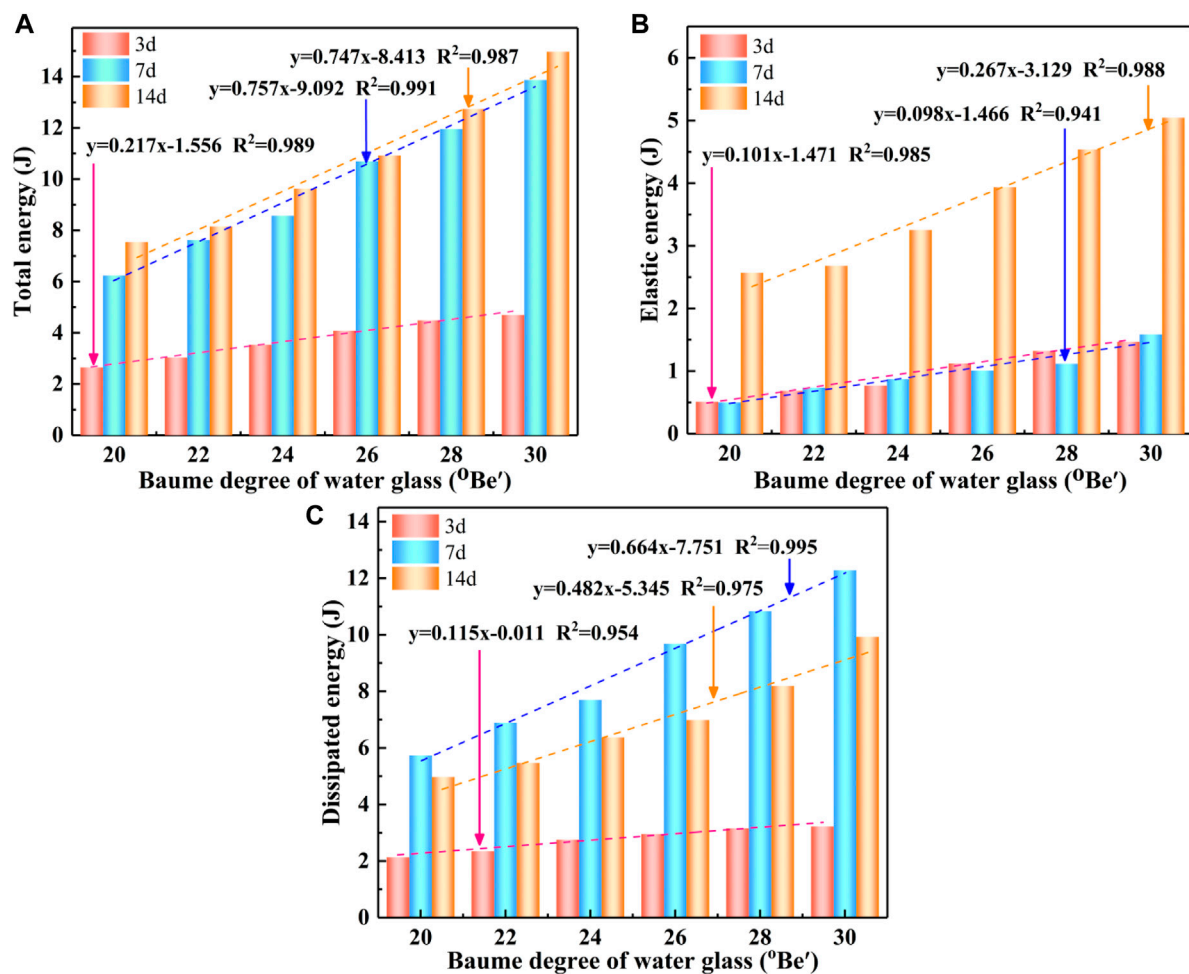 A
3d
7d
14d
y=0.747x-8.413 R²=0.987
y=0.757x-9.092 R²=0.991
y=0.217x-1.556 R²=0.989
Total energy (J)
14
12
10
8
6
4
2
0
20 22 24 26 28 30
Baume degree of water glass (ᴼBe′)
B
3d
7d
14d
y=0.267x-3.129 R²=0.988
y=0.098x-1.466 R²=0.941
y=0.101x-1.471 R²=0.985
Elastic energy (J)
6
5
4
3
2
1
0
20 22 24 26 28 30
Baume degree of water glass (ᴼBe′)
C
3d
7d
14d
y=0.664x-7.751 R²=0.995
y=0.482x-5.345 R²=0.975
y=0.115x-0.011 R²=0.954
Dissipated energy (J)
14
12
10
8
6
4
2
0
20 22 24 26 28 30
Baume degree of water glass (ᴼBe′)